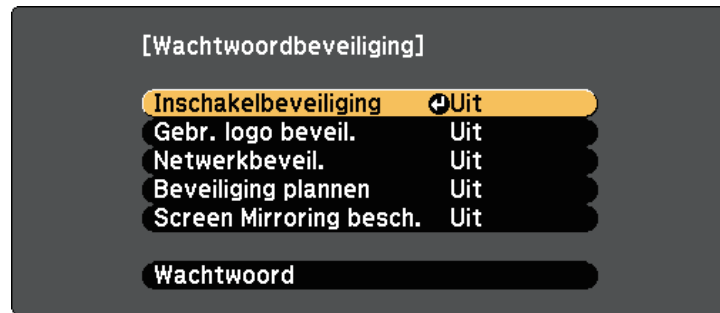 [Wachtwoordbeveiliging]
Inschakelbeveiliging Uit
Gebr. logo beveil. Uit
Netwerkbeveil. Uit
Beveiliging plannen Uit
Screen Mirroring besch. Uit
Wachtwoord